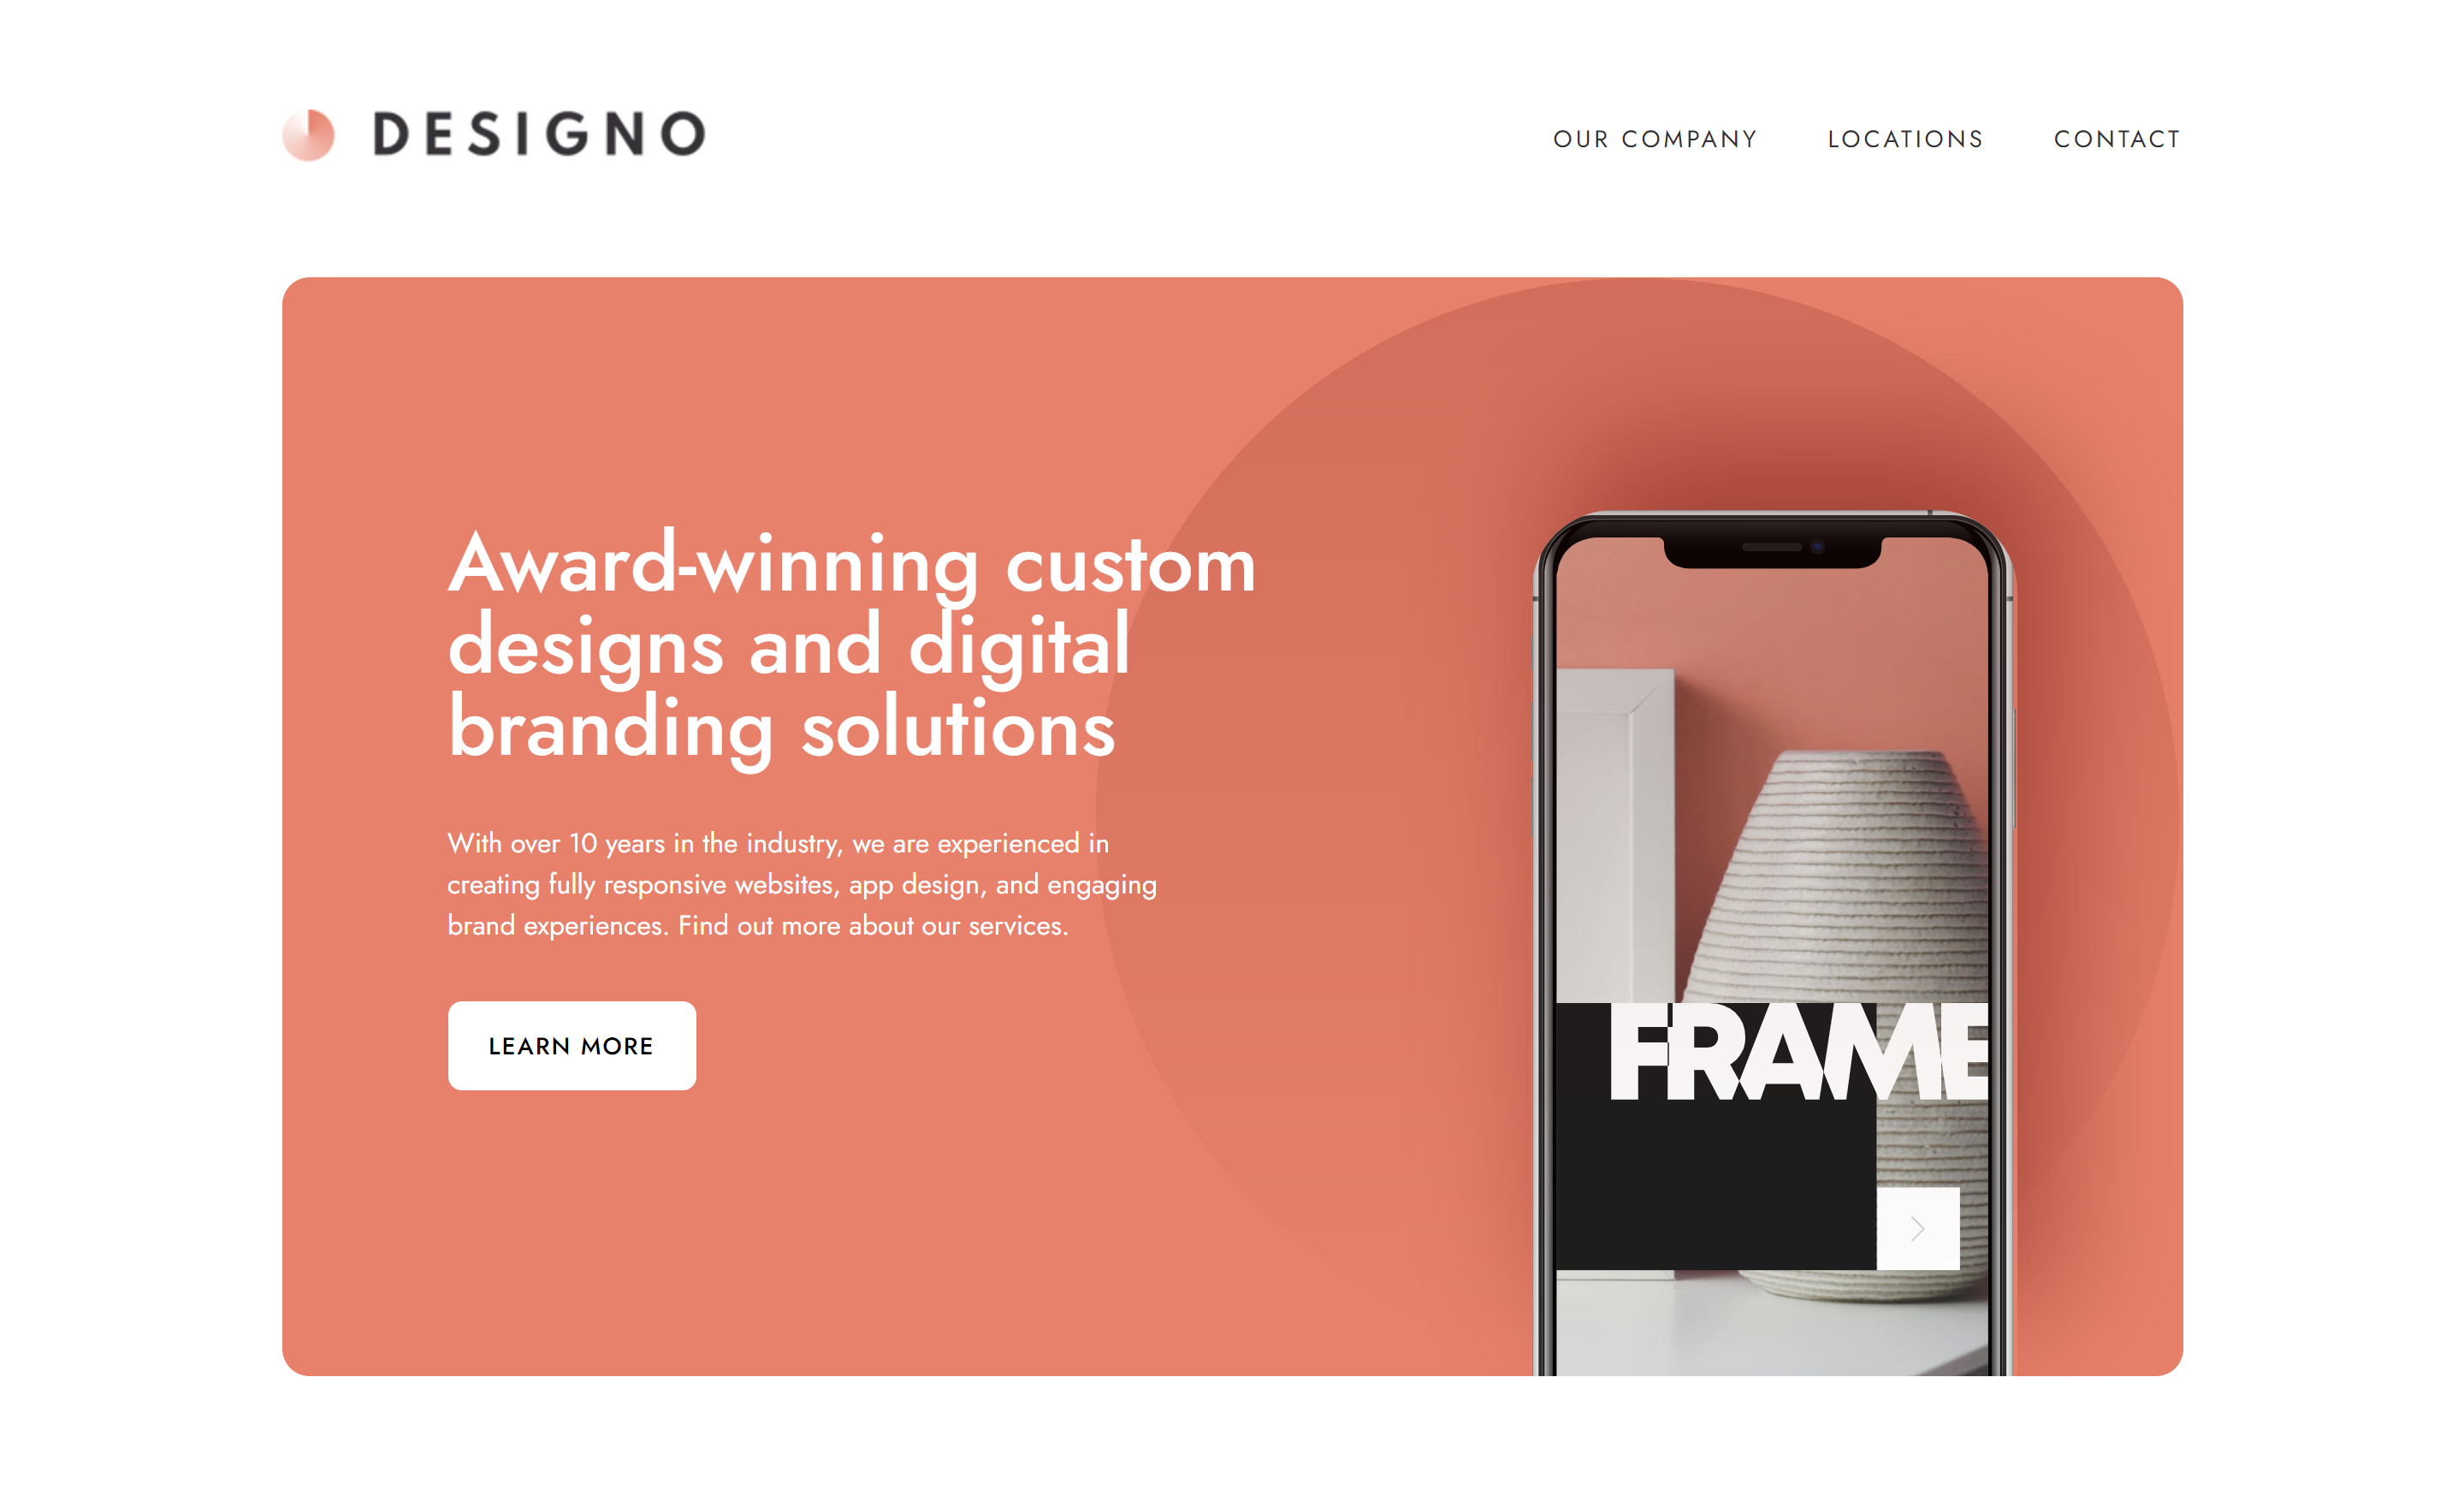 DESIGNO
OUR COMPANY
LOCATIONS
CONTACT
Award-winning custom
designs and digital
branding solutions
With over 10 years in the industry, we are experienced in
creating fully responsive websites, app design, and engaging
brand experiences. Find out more about our services.
LEARN MORE
FRAME